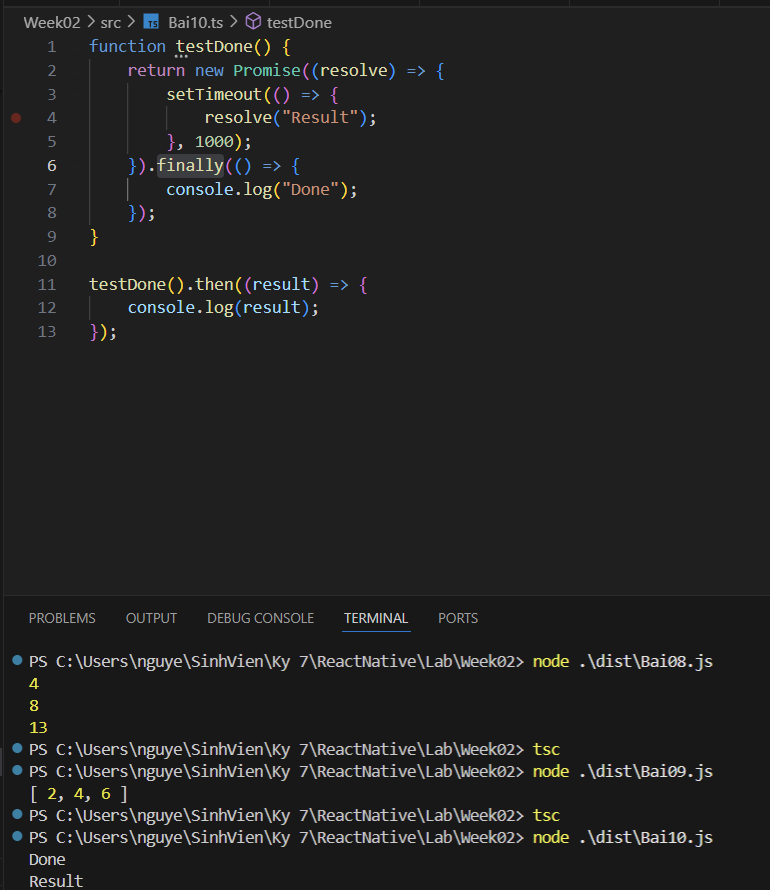 Week02 > src > TS Bai10.ts > testDone
1 function testDone() {
2     return new Promise((resolve) => {
3         setTimeout(() => {
4             resolve("Result");
5         }, 1000);
6     }).finally(() => {
7         console.log("Done");
8     });
9 }
10
11 testDone().then((result) => {
12     console.log(result);
13 });
PROBLEMS OUTPUT DEBUG CONSOLE TERMINAL PORTS
PS C:\Users\nguye\SinhVien\Ky 7\ReactNative\Lab\Week02> node .\dist\Bai08.js
4
8
13
PS C:\Users\nguye\SinhVien\Ky 7\ReactNative\Lab\Week02> tsc
PS C:\Users\nguye\SinhVien\Ky 7\ReactNative\Lab\Week02> node .\dist\Bai09.js
[ 2, 4, 6 ]
PS C:\Users\nguye\SinhVien\Ky 7\ReactNative\Lab\Week02> tsc
PS C:\Users\nguye\SinhVien\Ky 7\ReactNative\Lab\Week02> node .\dist\Bai10.js
Done
Result